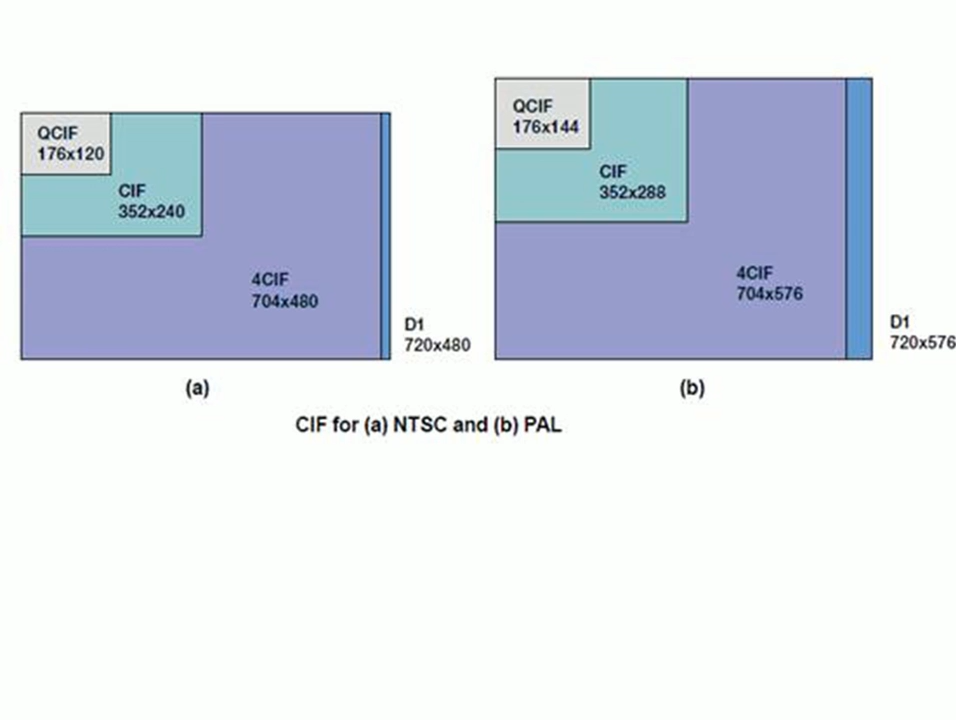 QCIF
176x120
CIF
352x240
4CIF
704x480
D1
720x480
(a)
QCIF
176x144
CIF
352x288
4CIF
704x576
D1
720x576
(b)
CIF for (a) NTSC and (b) PAL